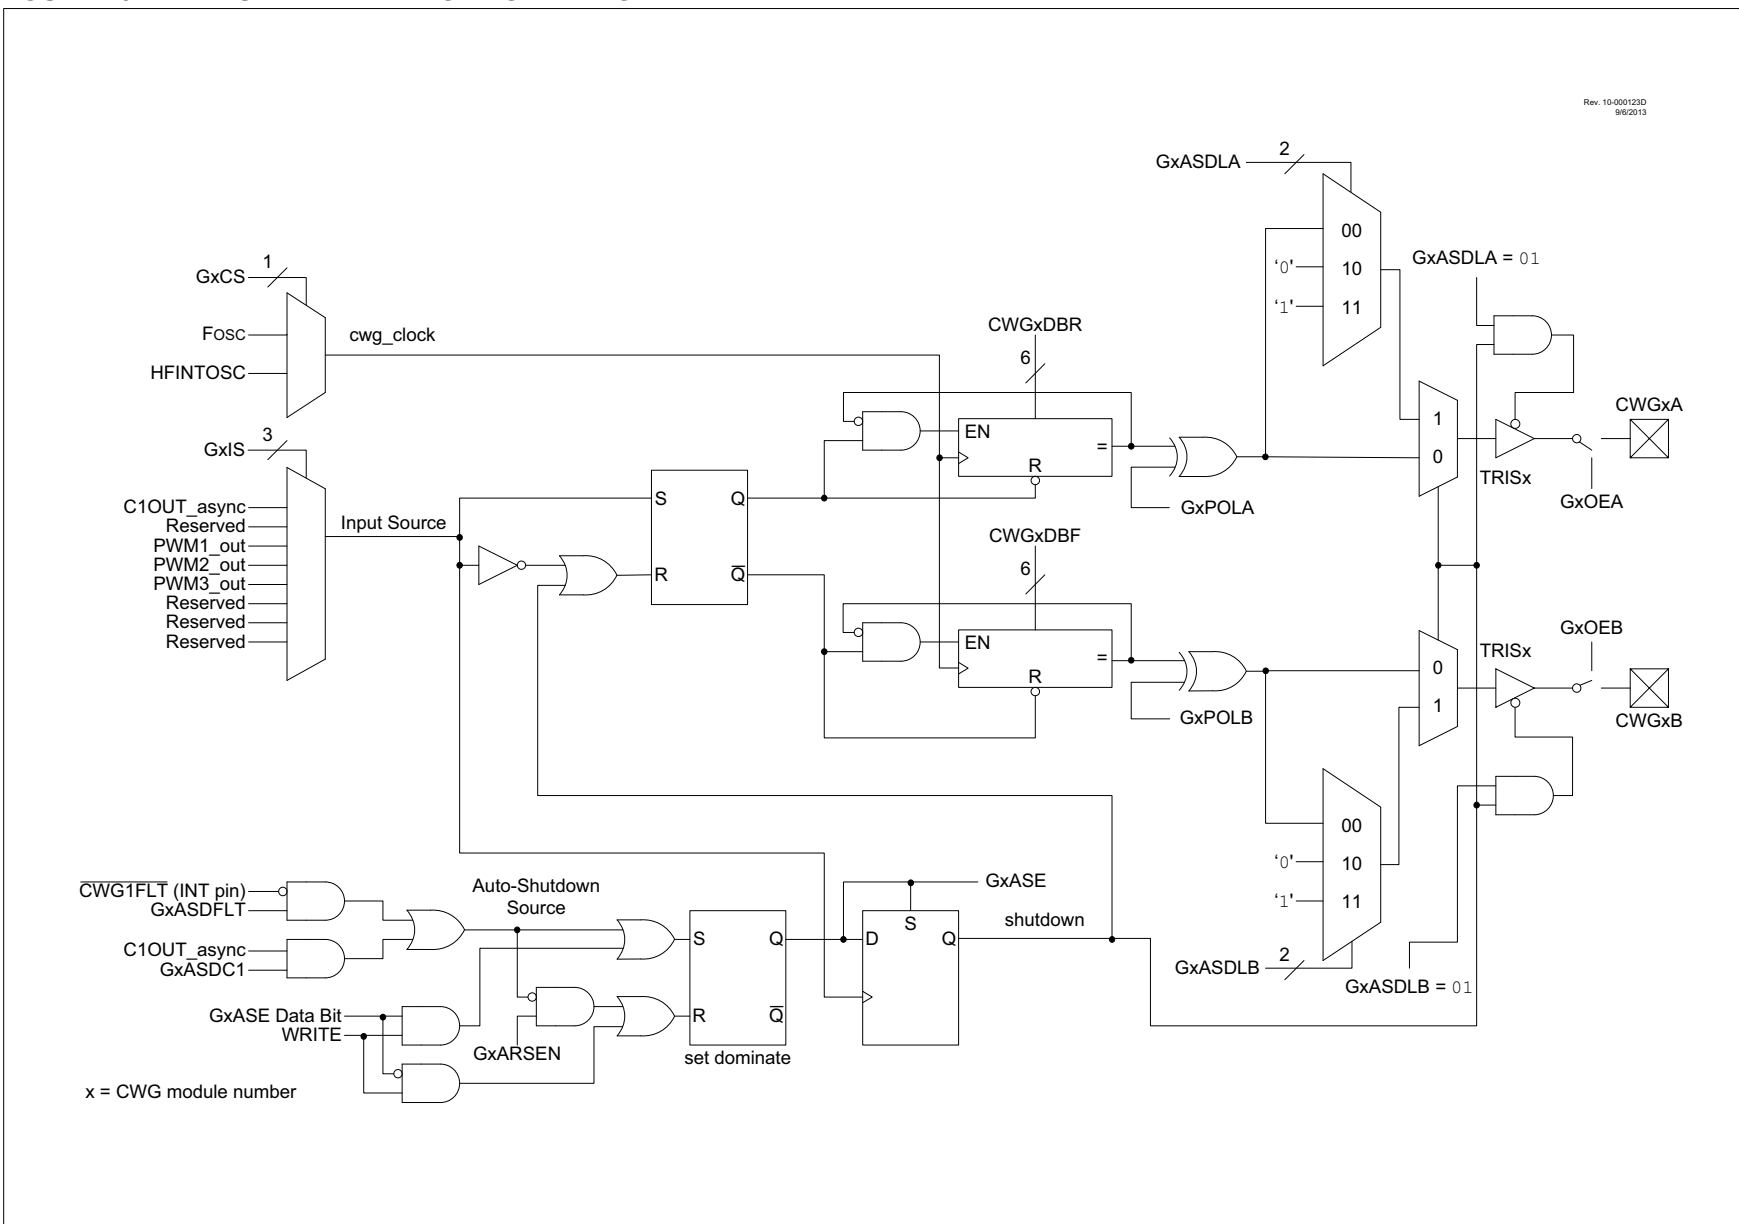 Rev. 10-000123D
9/6/2013
GxASDLA
2
00
‘0’
10
‘1’
11
GxASDLA = 01
GxCS
1
FOSC
HFINTOSC
cwg_clock
GxIS
3
C1OUT_async
Reserved
PWM1_out
PWM2_out
PWM3_out
Reserved
Reserved
Reserved
Input Source
S
Q
R
Q
CWGxDBR
6
EN
=
R
GxPOLA
1
0
TRISx
CWGxA
GxOEA
CWGxDBF
6
EN
=
R
GxPOLB
0
1
TRISx
GxOEB
CWGxB
00
‘0’
10
‘1’
11
GxASDLB
2
GxASDLB = 01
CWG1FLT (INT pin)
GxASDFLT
C1OUT_async
GxASDC1
Auto-Shutdown
Source
GxASE Data Bit
WRITE
GxARSEN
S
Q
R
Q
set dominate
GxASE
S
D
Q
shutdown
x = CWG module number